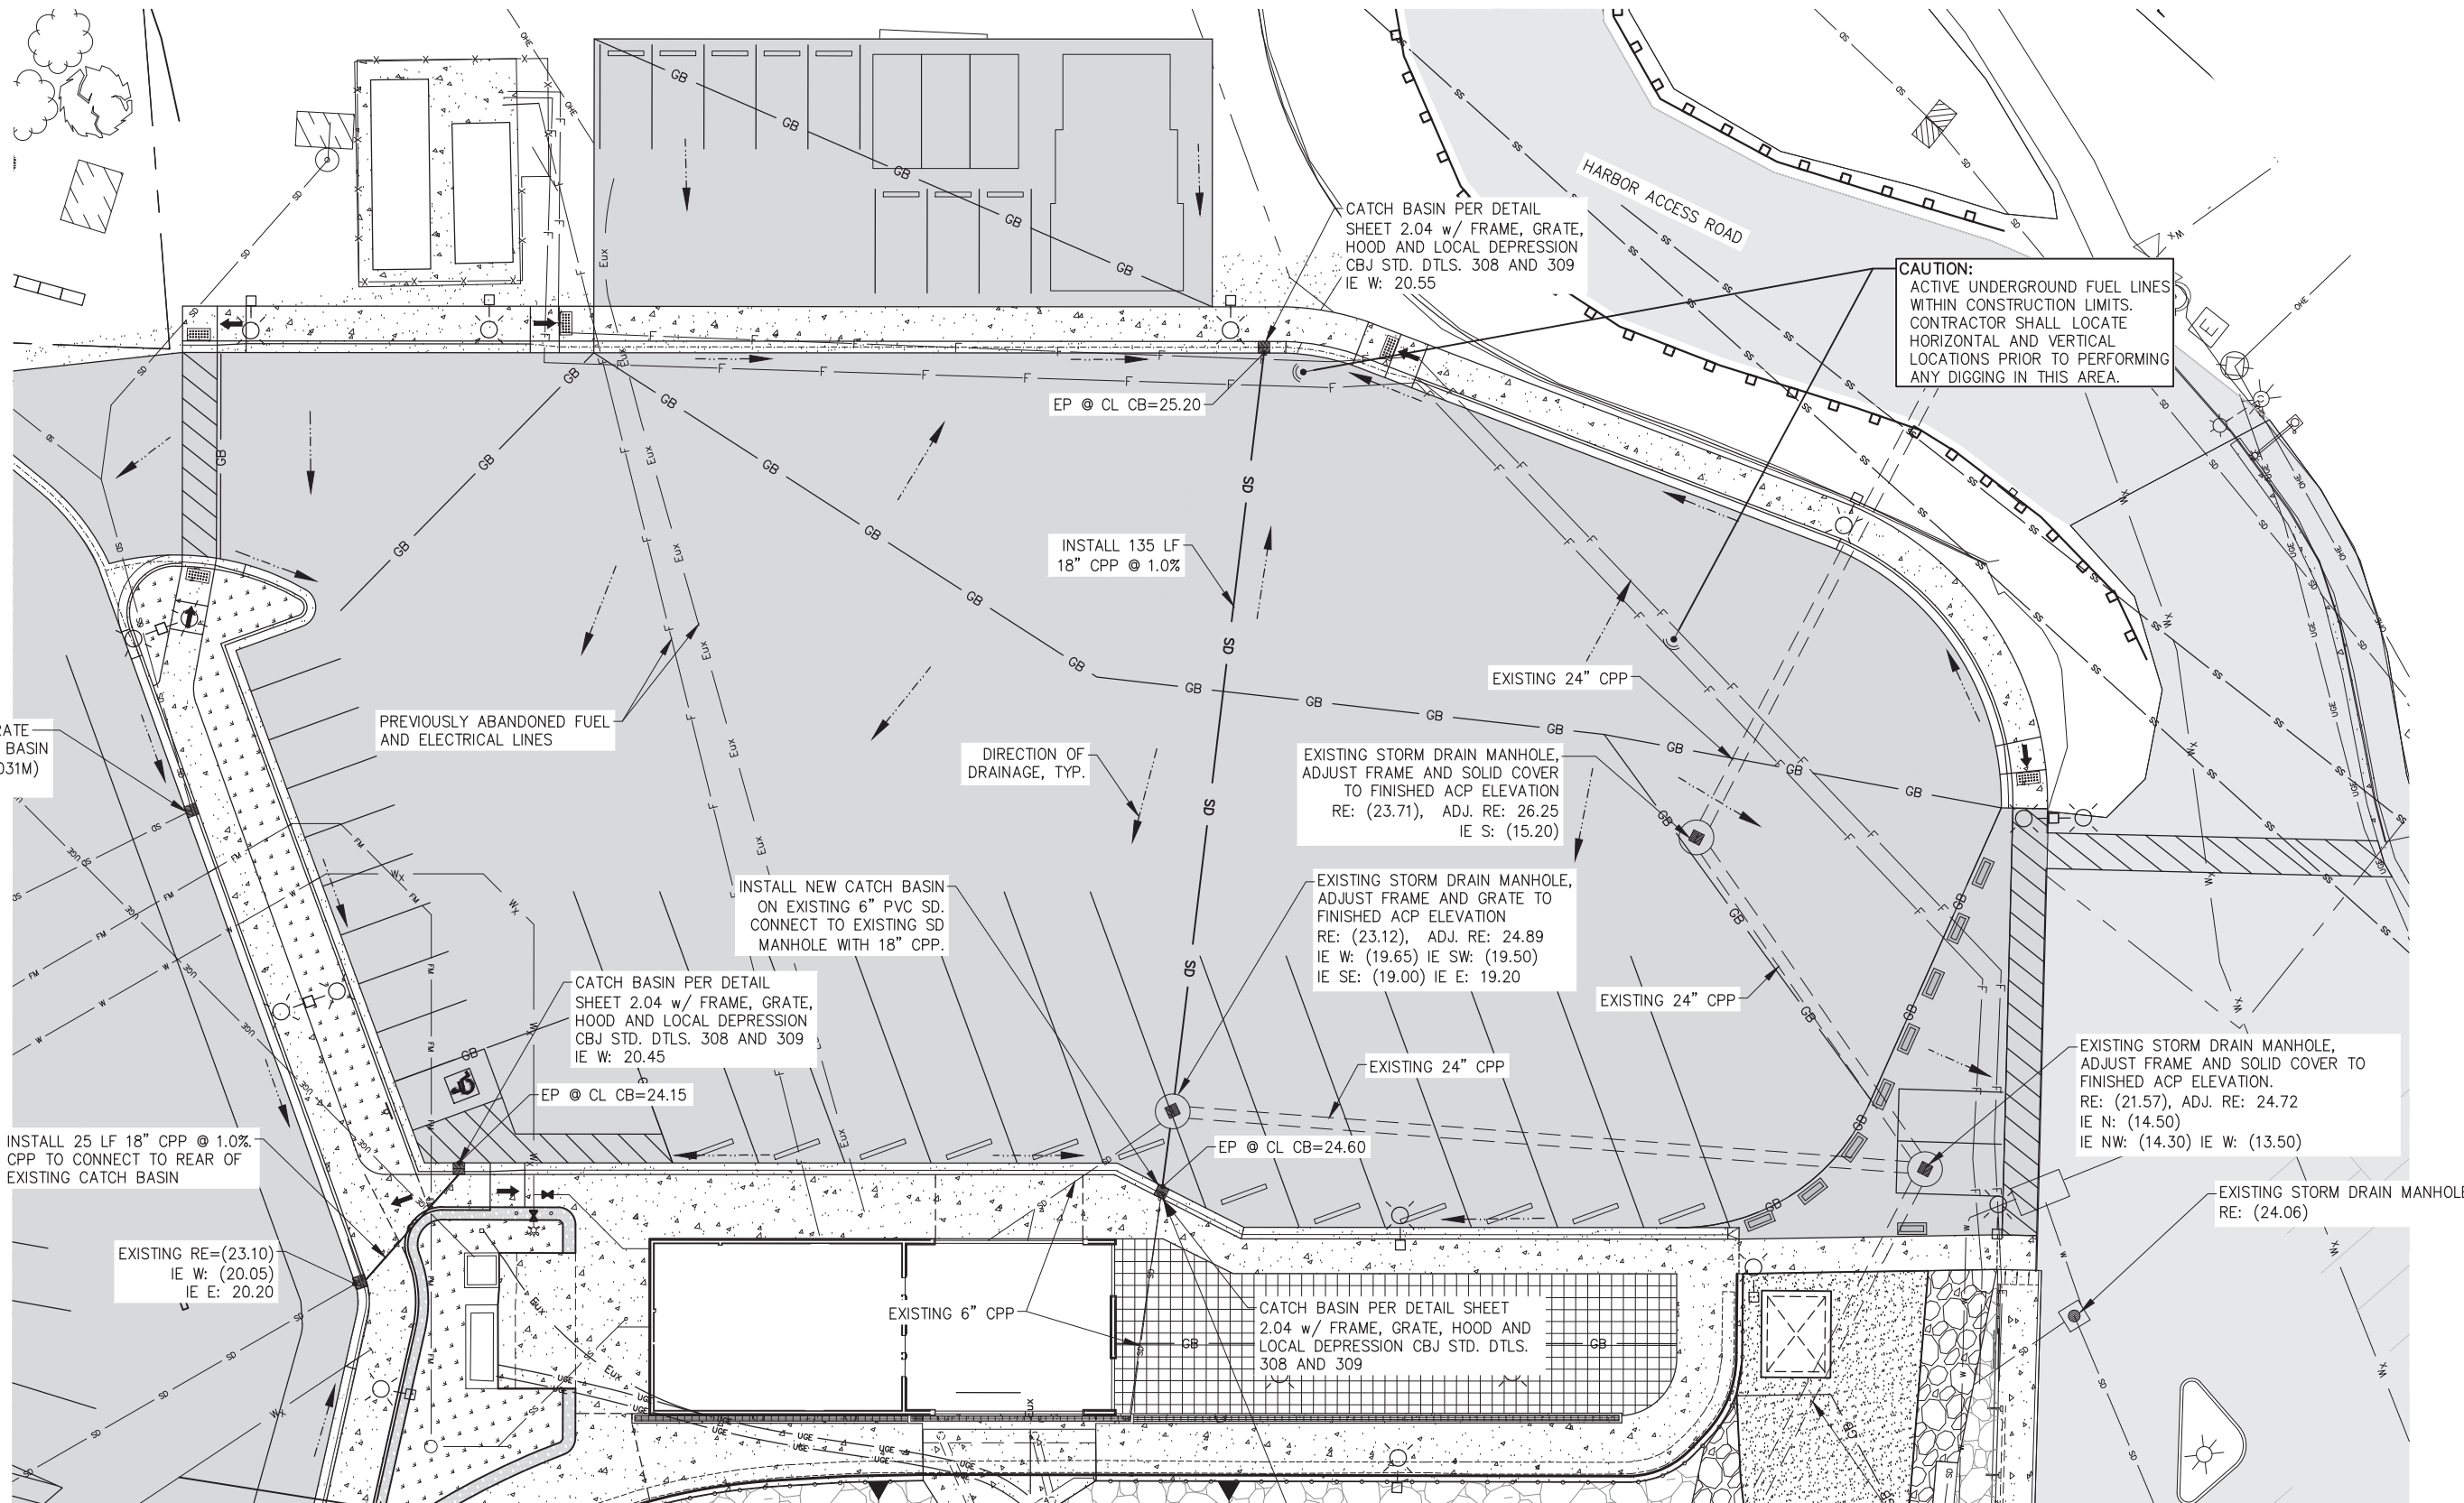 HARBOR ACCESS ROAD
CATCH BASIN PER DETAIL
SHEET 2.04 w/ FRAME, GRATE,
HOOD AND LOCAL DEPRESSION
CBJ STD. DTLS. 308 AND 309
IE W: 20.55
CAUTION:
ACTIVE UNDERGROUND FUEL LINES
WITHIN CONSTRUCTION LIMITS.
CONTRACTOR SHALL LOCATE
HORIZONTAL AND VERTICAL
LOCATIONS PRIOR TO PERFORMING
ANY DIGGING IN THIS AREA.
EP @ CL CB=25.20
INSTALL 135 LF
18" CPP @ 1.0%
EXISTING 24" CPP
PREVIOUSLY ABANDONED FUEL
AND ELECTRICAL LINES
RATE
BASIN
031M)
DIRECTION OF
DRAINAGE, TYP.
EXISTING STORM DRAIN MANHOLE,
ADJUST FRAME AND SOLID COVER
TO FINISHED ACP ELEVATION
RE: (23.71), ADJ. RE: 26.25
IE S: (15.20)
INSTALL NEW CATCH BASIN
ON EXISTING 6" PVC SD.
CONNECT TO EXISTING SD
MANHOLE WITH 18" CPP.
EXISTING STORM DRAIN MANHOLE,
ADJUST FRAME AND GRATE TO
FINISHED ACP ELEVATION
RE: (23.12), ADJ. RE: 24.89
IE W: (19.65) IE SW: (19.50)
IE SE: (19.00) IE E: 19.20
EXISTING 24" CPP
CATCH BASIN PER DETAIL
SHEET 2.04 w/ FRAME, GRATE,
HOOD AND LOCAL DEPRESSION
CBJ STD. DTLS. 308 AND 309
IE W: 20.45
EP @ CL CB=24.15
EXISTING 24" CPP
EXISTING STORM DRAIN MANHOLE,
ADJUST FRAME AND SOLID COVER TO
FINISHED ACP ELEVATION.
RE: (21.57), ADJ. RE: 24.72
IE N: (14.50)
IE NW: (14.30) IE W: (13.50)
INSTALL 25 LF 18" CPP @ 1.0%.
CPP TO CONNECT TO REAR OF
EXISTING CATCH BASIN
EP @ CL CB=24.60
EXISTING STORM DRAIN MANHOLE
RE: (24.06)
EXISTING RE=(23.10)
IE W: (20.05)
IE E: 20.20
EXISTING 6" CPP
CATCH BASIN PER DETAIL SHEET
2.04 w/ FRAME, GRATE, HOOD AND
LOCAL DEPRESSION CBJ STD. DTLS.
308 AND 309
GB
GB
GB
GB
GB
SD
SD
SD
SD